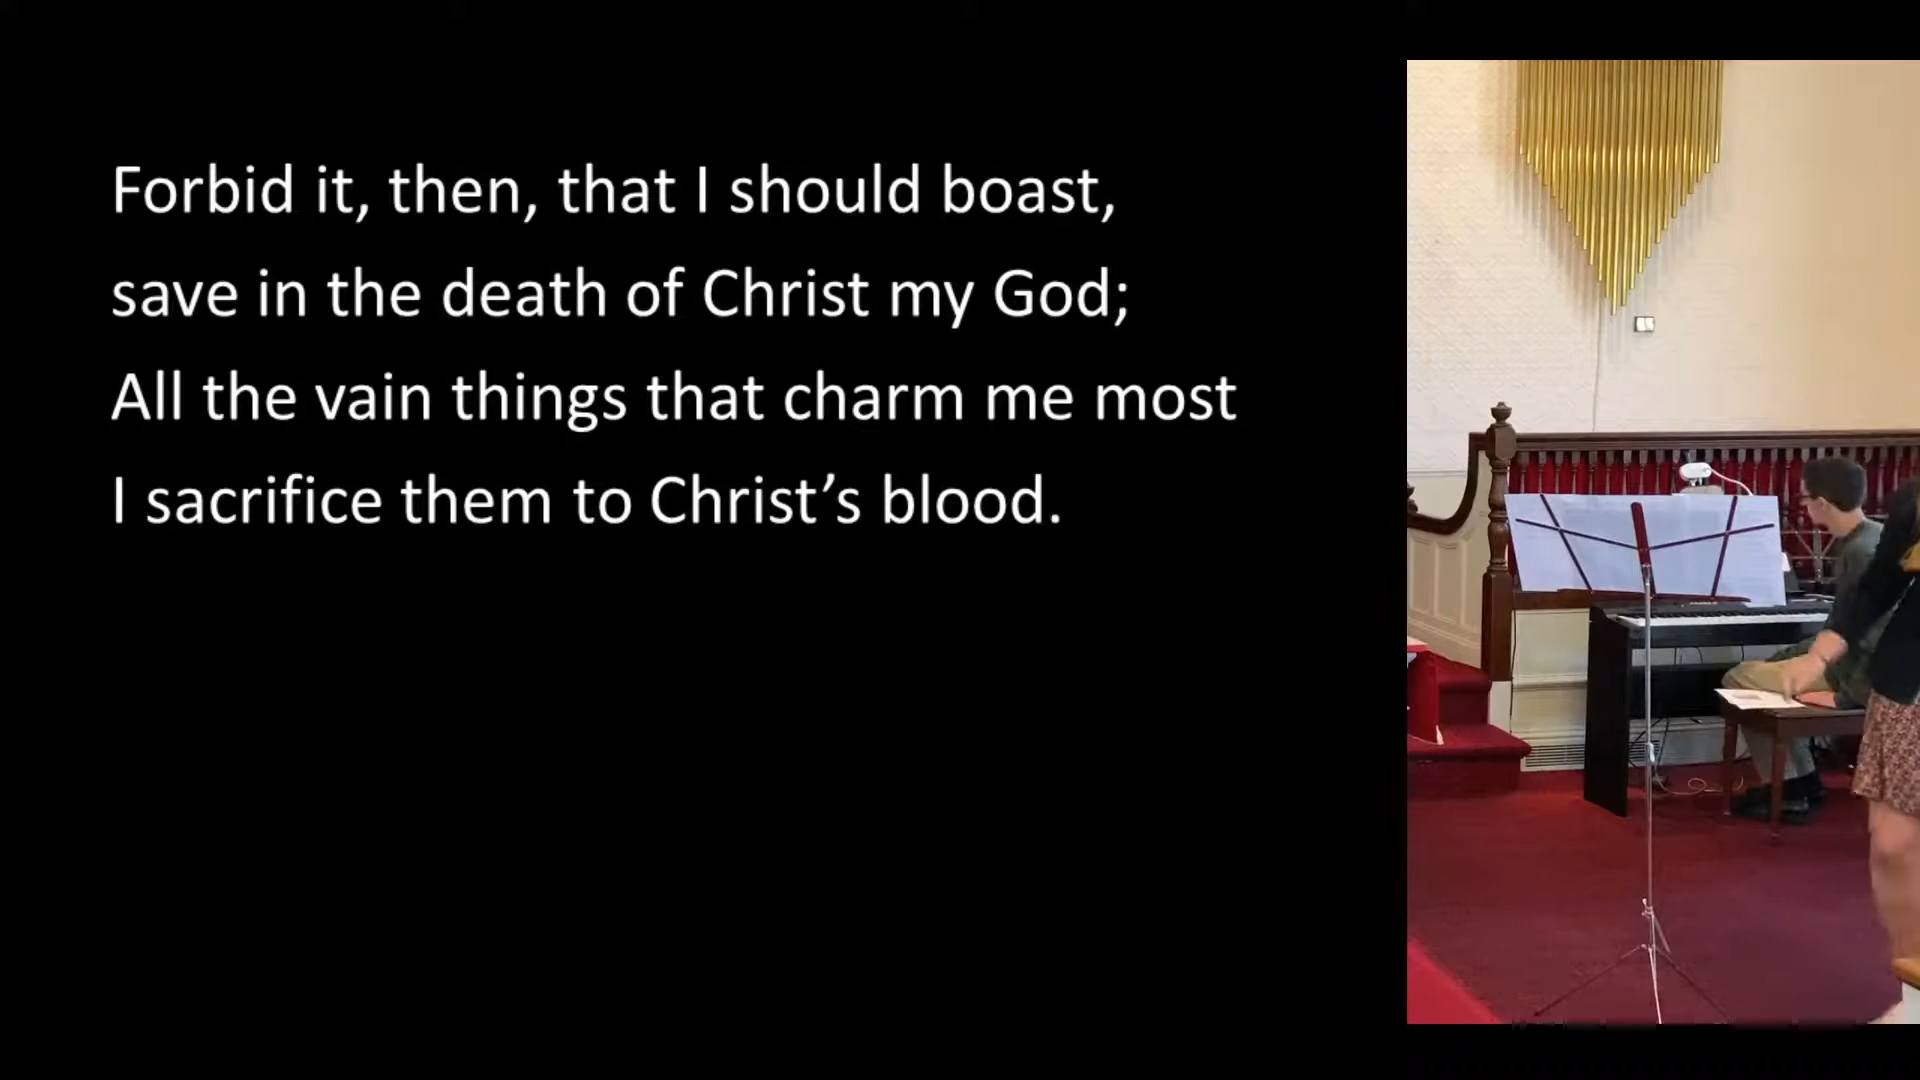 Forbid it, then, that I should boast,
save in the death of Christ my God;
All the vain things that charm me most
I sacrifice them to Christ’s blood.